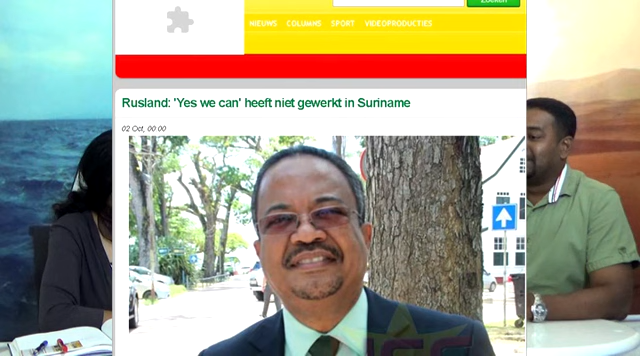 Zoeken
NIEUWS COLUMNS SPORT VIDEOPRODUCTIES
Rusland: 'Yes we can' heeft niet gewerkt in Suriname
02 Oct, 00:00